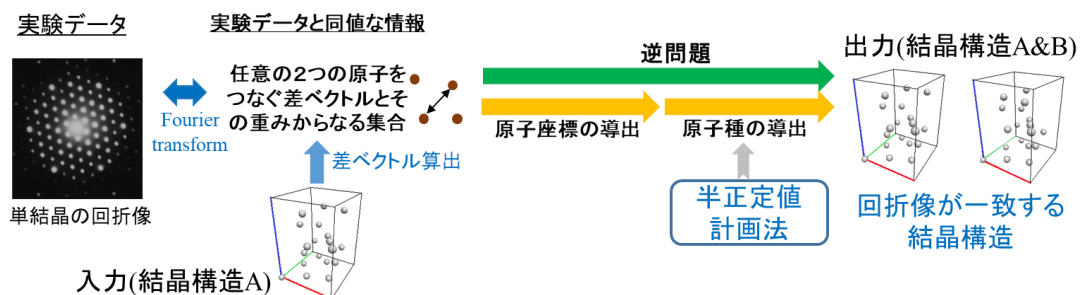 実験データ
単結晶の回折像
Fourier
transform
実験データと同値な情報
任意の2つの原子を
つなぐ差ベクトルとそ
の重みからなる集合
差ベクトル算出
入力(結晶構造A)
逆問題
原子座標の導出
原子種の導出
半正定値
計画法
出力(結晶構造A&B)
回折像が一致する
結晶構造